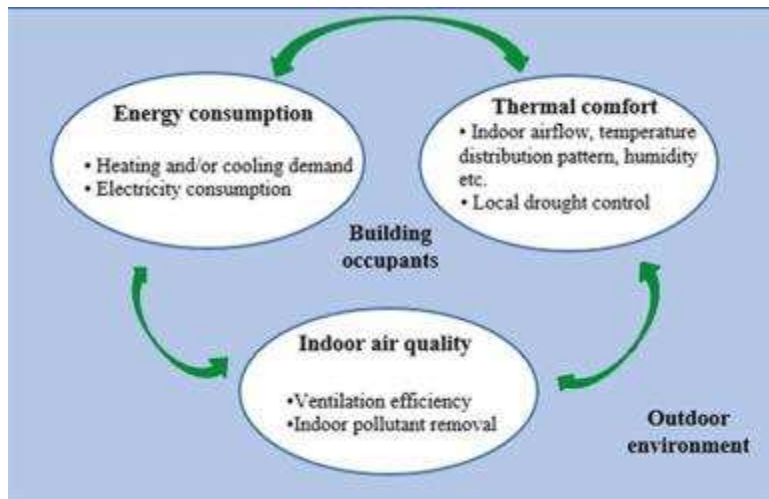 Energy consumption
• Heating and/or cooling demand
• Electricity consumption
Thermal comfort
• Indoor airflow, temperature
distribution pattern, humidity
etc.
• Local drought control
Building
occupants
Indoor air quality
•Ventilation efficiency
•Indoor pollutant removal
Outdoor
environment